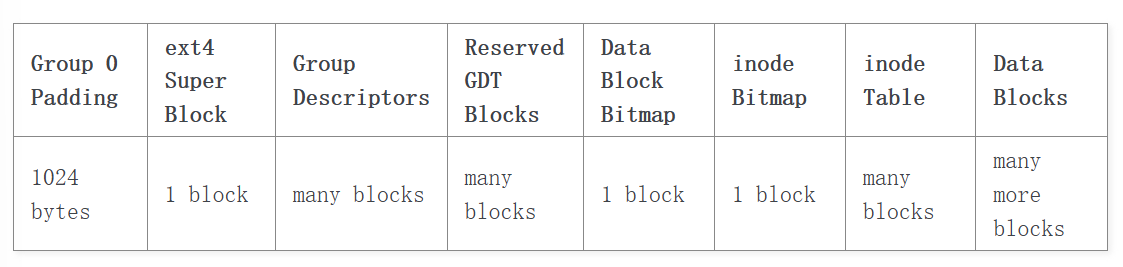 Group 0
Padding
ext4
Super
Block
Group
Descriptors
Reserved
GDT
Blocks
Data
Block
Bitmap
inode
Bitmap
inode
Table
Data
Blocks
1024
bytes
1 block
many blocks
many
blocks
1 block
1 block
many
blocks
many
more
blocks